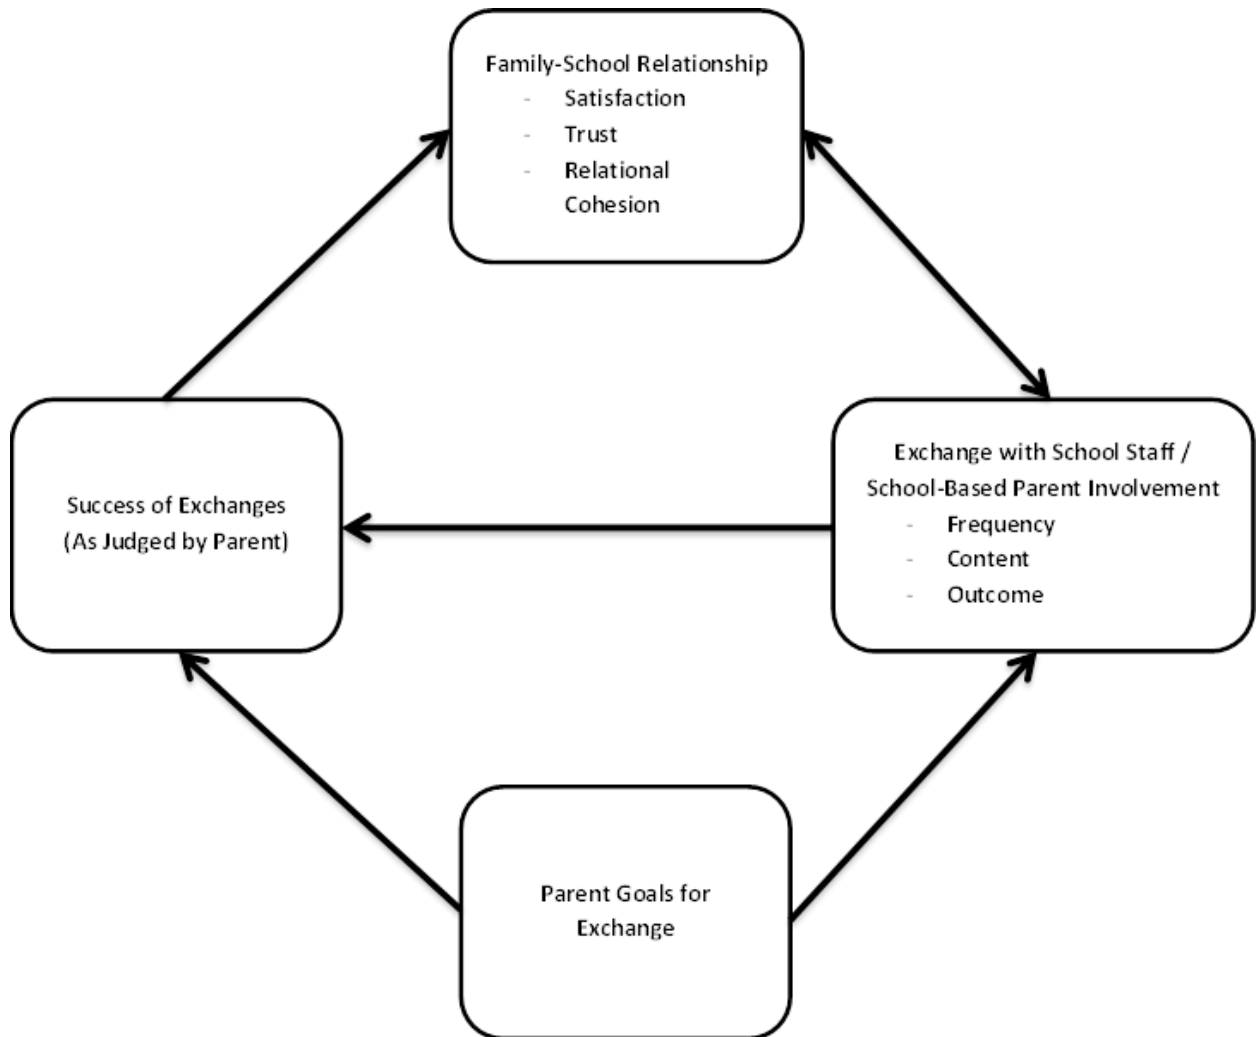 Family-School Relationship
- Satisfaction
- Trust
- Relational
Cohesion
Success of Exchanges
(As Judged by Parent)
Exchange with School Staff /
School-Based Parent Involvement
- Frequency
- Content
- Outcome
Parent Goals for
Exchange